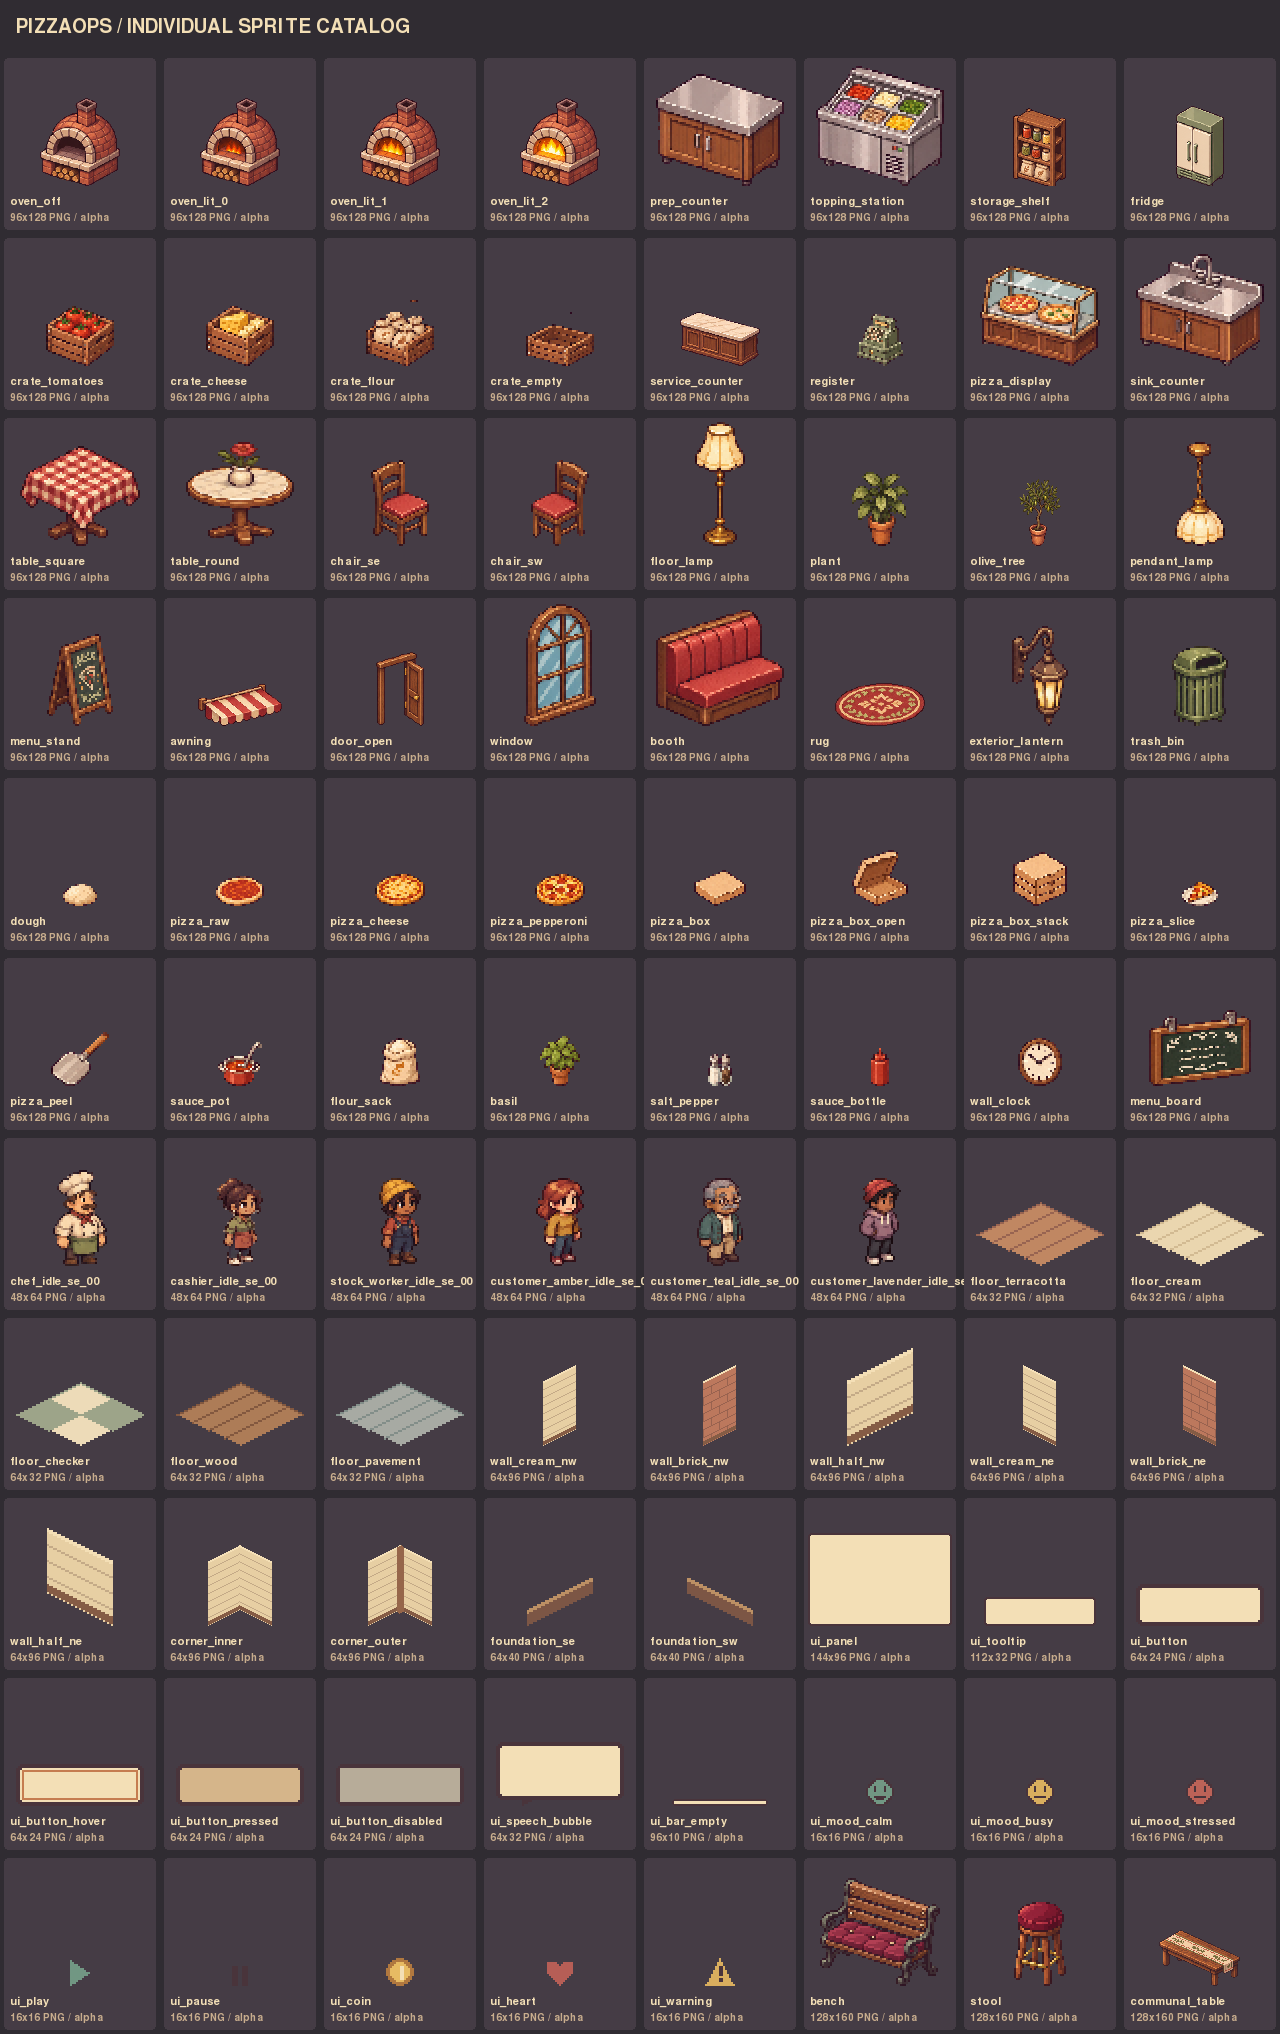 PIZZAOPS / INDIVIDUAL SPRITE CATALOG
oven_off oven_lit_0 oven_lit_1 oven_lit_2 prep_counter topping_station storage_shelf fridge
96x128 PNG / alpha 96x128 PNG / alpha 96x128 PNG / alpha 96x128 PNG / alpha 96x128 PNG / alpha 96x128 PNG / alpha 96x128 PNG / alpha 96x128 PNG / alpha
crate_tomatoes crate_cheese crate_flour crate_empty service_counter register pizza_display sink_counter
96x128 PNG / alpha 96x128 PNG / alpha 96x128 PNG / alpha 96x128 PNG / alpha 96x128 PNG / alpha 96x128 PNG / alpha 96x128 PNG / alpha 96x128 PNG / alpha
table_square table_round chair_se chair_sw floor_lamp plant olive_tree pendant_lamp
96x128 PNG / alpha 96x128 PNG / alpha 96x128 PNG / alpha 96x128 PNG / alpha 96x128 PNG / alpha 96x128 PNG / alpha 96x128 PNG / alpha 96x128 PNG / alpha
menu_stand awning door_open window booth rug exterior_lantern trash_bin
96x128 PNG / alpha 96x128 PNG / alpha 96x128 PNG / alpha 96x128 PNG / alpha 96x128 PNG / alpha 96x128 PNG / alpha 96x128 PNG / alpha 96x128 PNG / alpha
dough pizza_raw pizza_cheese pizza_pepperoni pizza_box pizza_box_open pizza_box_stack pizza_slice
96x128 PNG / alpha 96x128 PNG / alpha 96x128 PNG / alpha 96x128 PNG / alpha 96x128 PNG / alpha 96x128 PNG / alpha 96x128 PNG / alpha 96x128 PNG / alpha
pizza_peel sauce_pot flour_sack basil salt_pepper sauce_bottle wall_clock menu_board
96x128 PNG / alpha 96x128 PNG / alpha 96x128 PNG / alpha 96x128 PNG / alpha 96x128 PNG / alpha 96x128 PNG / alpha 96x128 PNG / alpha 96x128 PNG / alpha
chef_idle_se_00 cashier_idle_se_00 stock_worker_idle_se_00 customer_amber_idle_se_0 customer_teal_idle_se_00 customer_lavender_idle_se floor_terracotta floor_cream
48x64 PNG / alpha 48x64 PNG / alpha 48x64 PNG / alpha 48x64 PNG / alpha 48x64 PNG / alpha 48x64 PNG / alpha 64x32 PNG / alpha 64x32 PNG / alpha
floor_checker floor_wood floor_pavement wall_cream_nw wall_brick_nw wall_half_nw wall_cream_ne wall_brick_ne
64x32 PNG / alpha 64x32 PNG / alpha 64x32 PNG / alpha 64x96 PNG / alpha 64x96 PNG / alpha 64x96 PNG / alpha 64x96 PNG / alpha 64x96 PNG / alpha
wall_half_ne corner_inner corner_outer foundation_se foundation_sw ui_panel ui_tooltip ui_button
64x96 PNG / alpha 64x96 PNG / alpha 64x96 PNG / alpha 64x40 PNG / alpha 64x40 PNG / alpha 144x96 PNG / alpha 112x32 PNG / alpha 64x24 PNG / alpha
ui_button_hover ui_button_pressed ui_button_disabled ui_speech_bubble ui_bar_empty ui_mood_calm ui_mood_busy ui_mood_stressed
64x24 PNG / alpha 64x24 PNG / alpha 64x24 PNG / alpha 64x32 PNG / alpha 96x10 PNG / alpha 16x16 PNG / alpha 16x16 PNG / alpha 16x16 PNG / alpha
ui_play ui_pause ui_coin ui_heart ui_warning bench stool communal_table
16x16 PNG / alpha 16x16 PNG / alpha 16x16 PNG / alpha 16x16 PNG / alpha 16x16 PNG / alpha 128x160 PNG / alpha 128x160 PNG / alpha 128x160 PNG / alpha